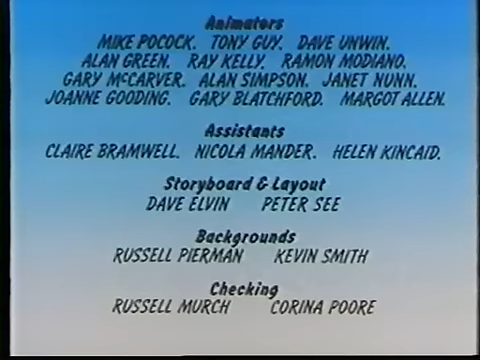 Animators
MIKE POCOCK. TONY GUY. DAVE UNWIN.
ALAN GREEN. RAY KELLY. RAMON MODIANO.
GARY McCARVER. ALAN SIMPSON. JANET NUNN.
JOANNE GOODING. GARY BLATCHFORD. MARGOT ALLEN.
Assistants
CLAIRE BRAMWELL. NICOLA MANDER. HELEN KINCAID.
Storyboard & Layout
DAVE ELVIN PETER SEE
Backgrounds
RUSSELL PIERMAN KEVIN SMITH
Checking
RUSSELL MURCH CORINA POORE